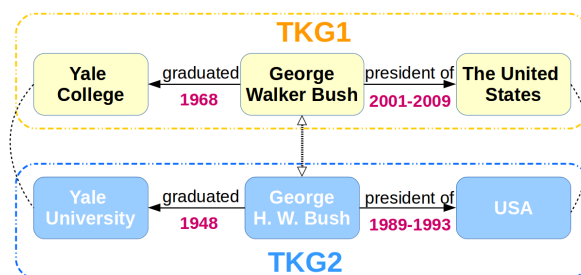 TKG1
Yale College
graduated
1968
George Walker Bush
president of
2001-2009
The United States
Yale University
graduated
1948
George H. W. Bush
president of
1989-1993
USA
TKG2